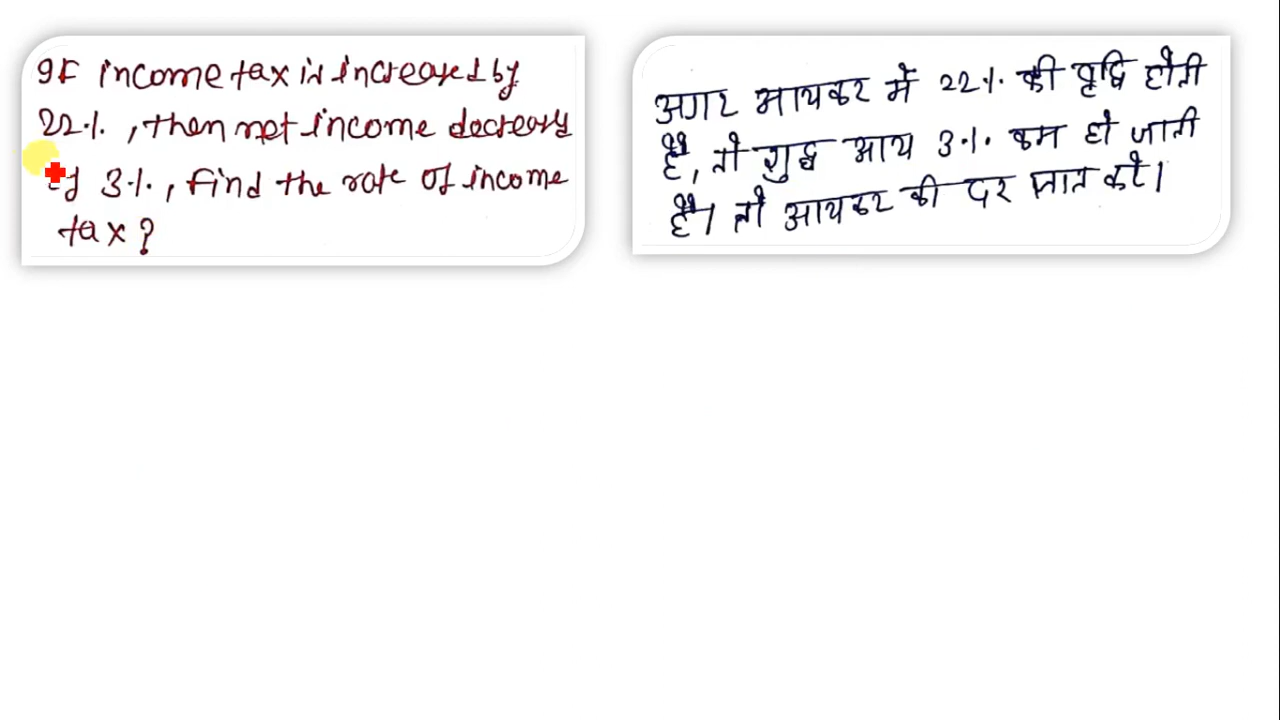 If income tax is increased by
22%, then net income decreases
by 3%, find the rate of income
tax?
अगर आयकर में 22% की वृद्धि होती
है, तो शुद्ध आय 3% कम हो जाती
है। तो आयकर की दर ज्ञात करें।